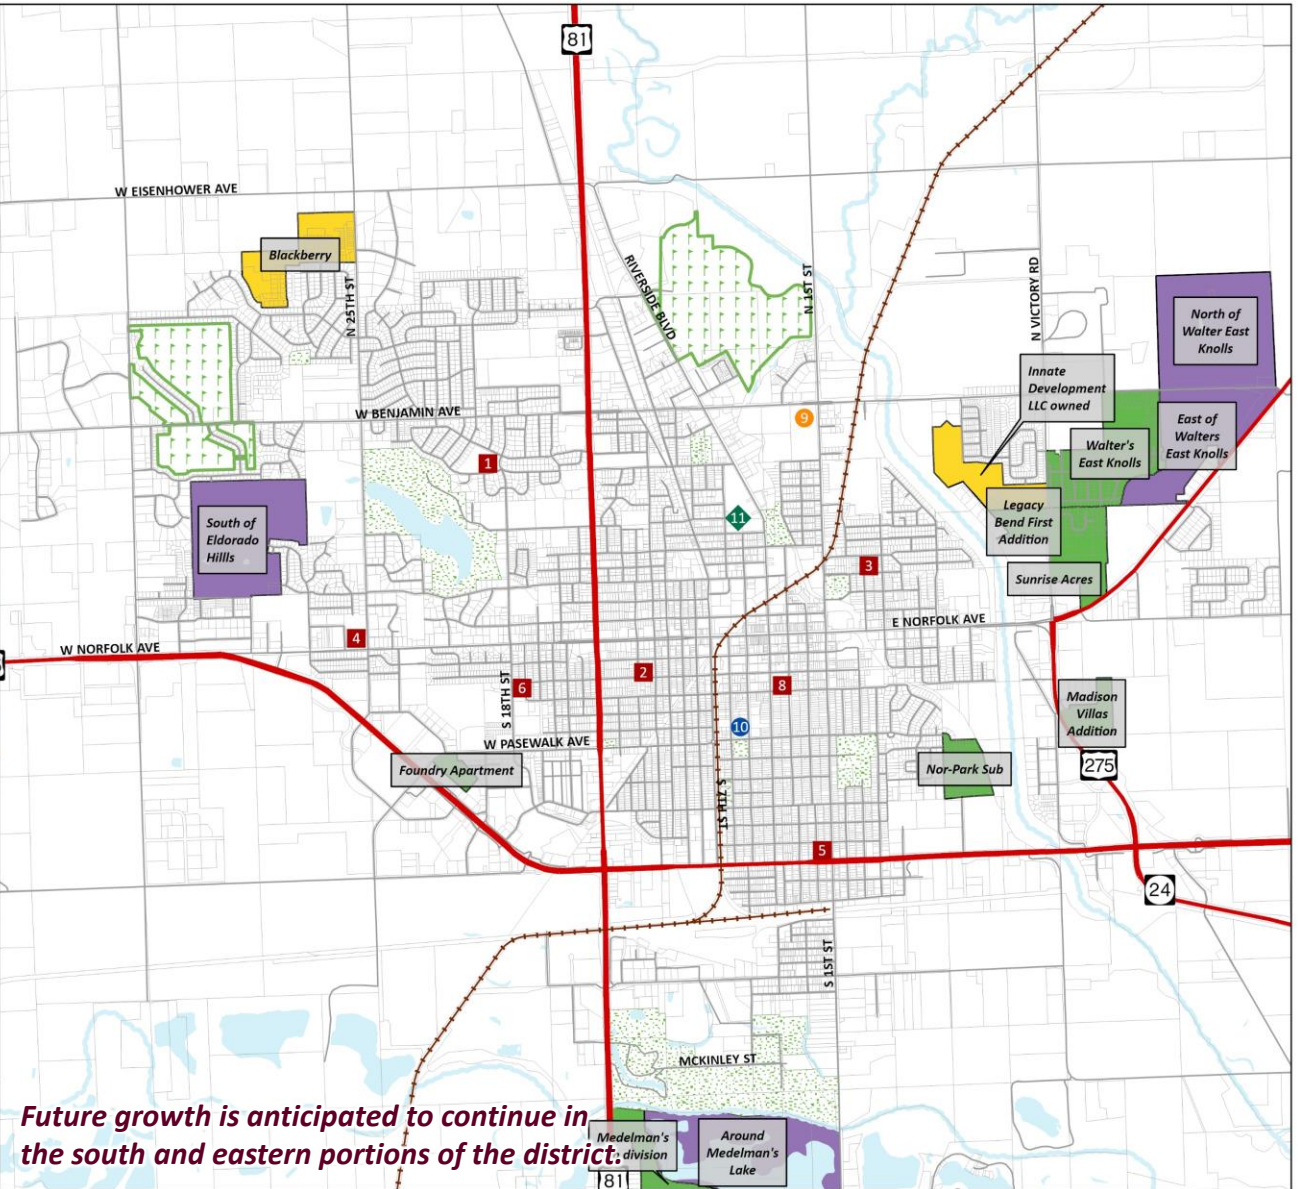 81
W EISENHOWER AVE
Blackberry
N 25TH ST
RIVERSIDE BLVD
N 1ST ST
N VICTORY RD
North of
Walter East
Knolls
Innate
Development
LLC owned
W BENJAMIN AVE
9
East of
Walters
East Knolls
Walter's
East Knolls
1
South of
Eldorado
Hillls
11
Legacy
Bend First
Addition
3
Sunrise Acres
E NORFOLK AVE
4
W NORFOLK AVE
S 18TH ST
6
2
8
Madison
Villas
Addition
10
W PASEWALK AVE
Foundry Apartment
Nor-Park Sub
275
S 7TH ST
5
24
S 1ST ST
MCKINLEY ST
Future growth is anticipated to continue in
the south and eastern portions of the district.
Medelman's
division
Around
Medelman's
Lake
81